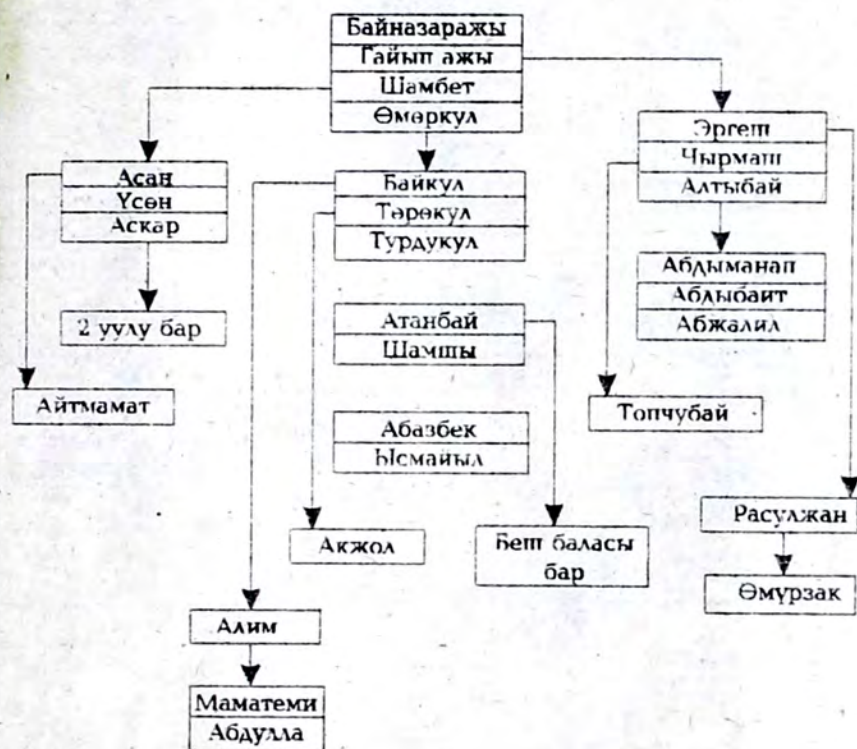 Байназаражы
Гайып ажы
Шамбет
Өмөркул
Эргеш
Чырмаш
Алтыбай
Асан
Үсөн
Аскар
Байкул
Төрөкул
Турдукул
Абдыманап
Абдыбаит
Абжалил
2 уулу бар
Атанбай
Шамшы
Айтмамат
Топчубай
Абазбек
Ысмайыл
Расулжан
Акжол
Беш баласы
бар
Өмүрзак
Алим
Маматеми
Абдулла